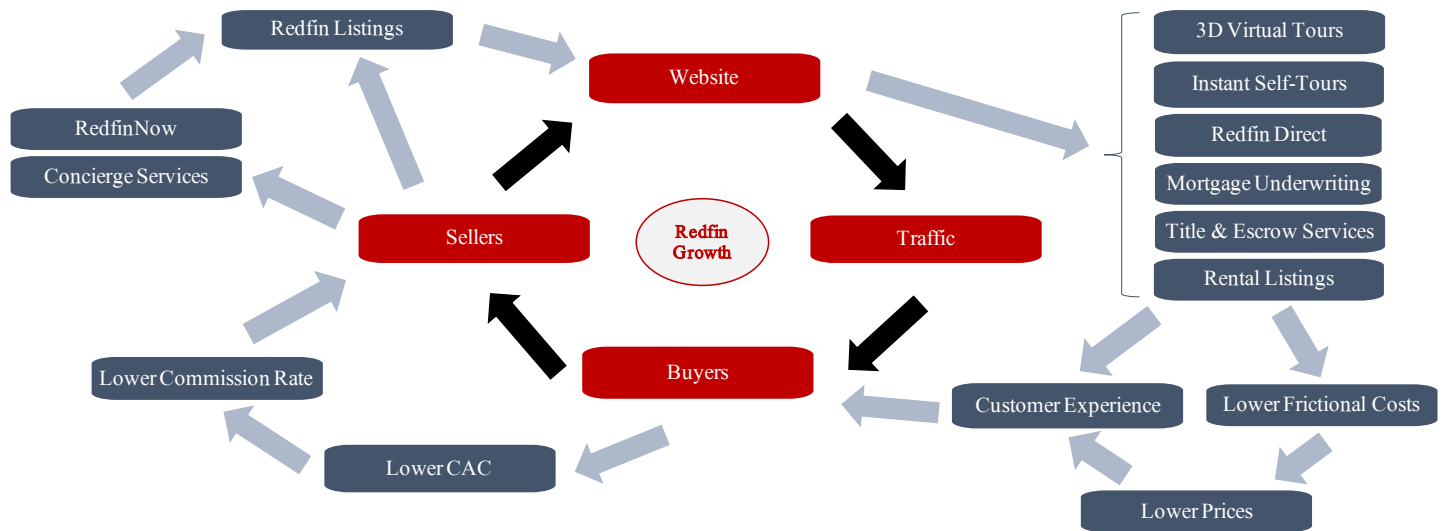 Redfin Listings
3D Virtual Tours
Website
Instant Self-Tours
RedfinNow
Redfin Direct
Concierge Services
Mortgage Underwriting
Sellers
Redfin
Growth
Traffic
Title & Escrow Services
Rental Listings
Lower Commission Rate
Buyers
Customer Experience
Lower Frictional Costs
Lower CAC
Lower Prices